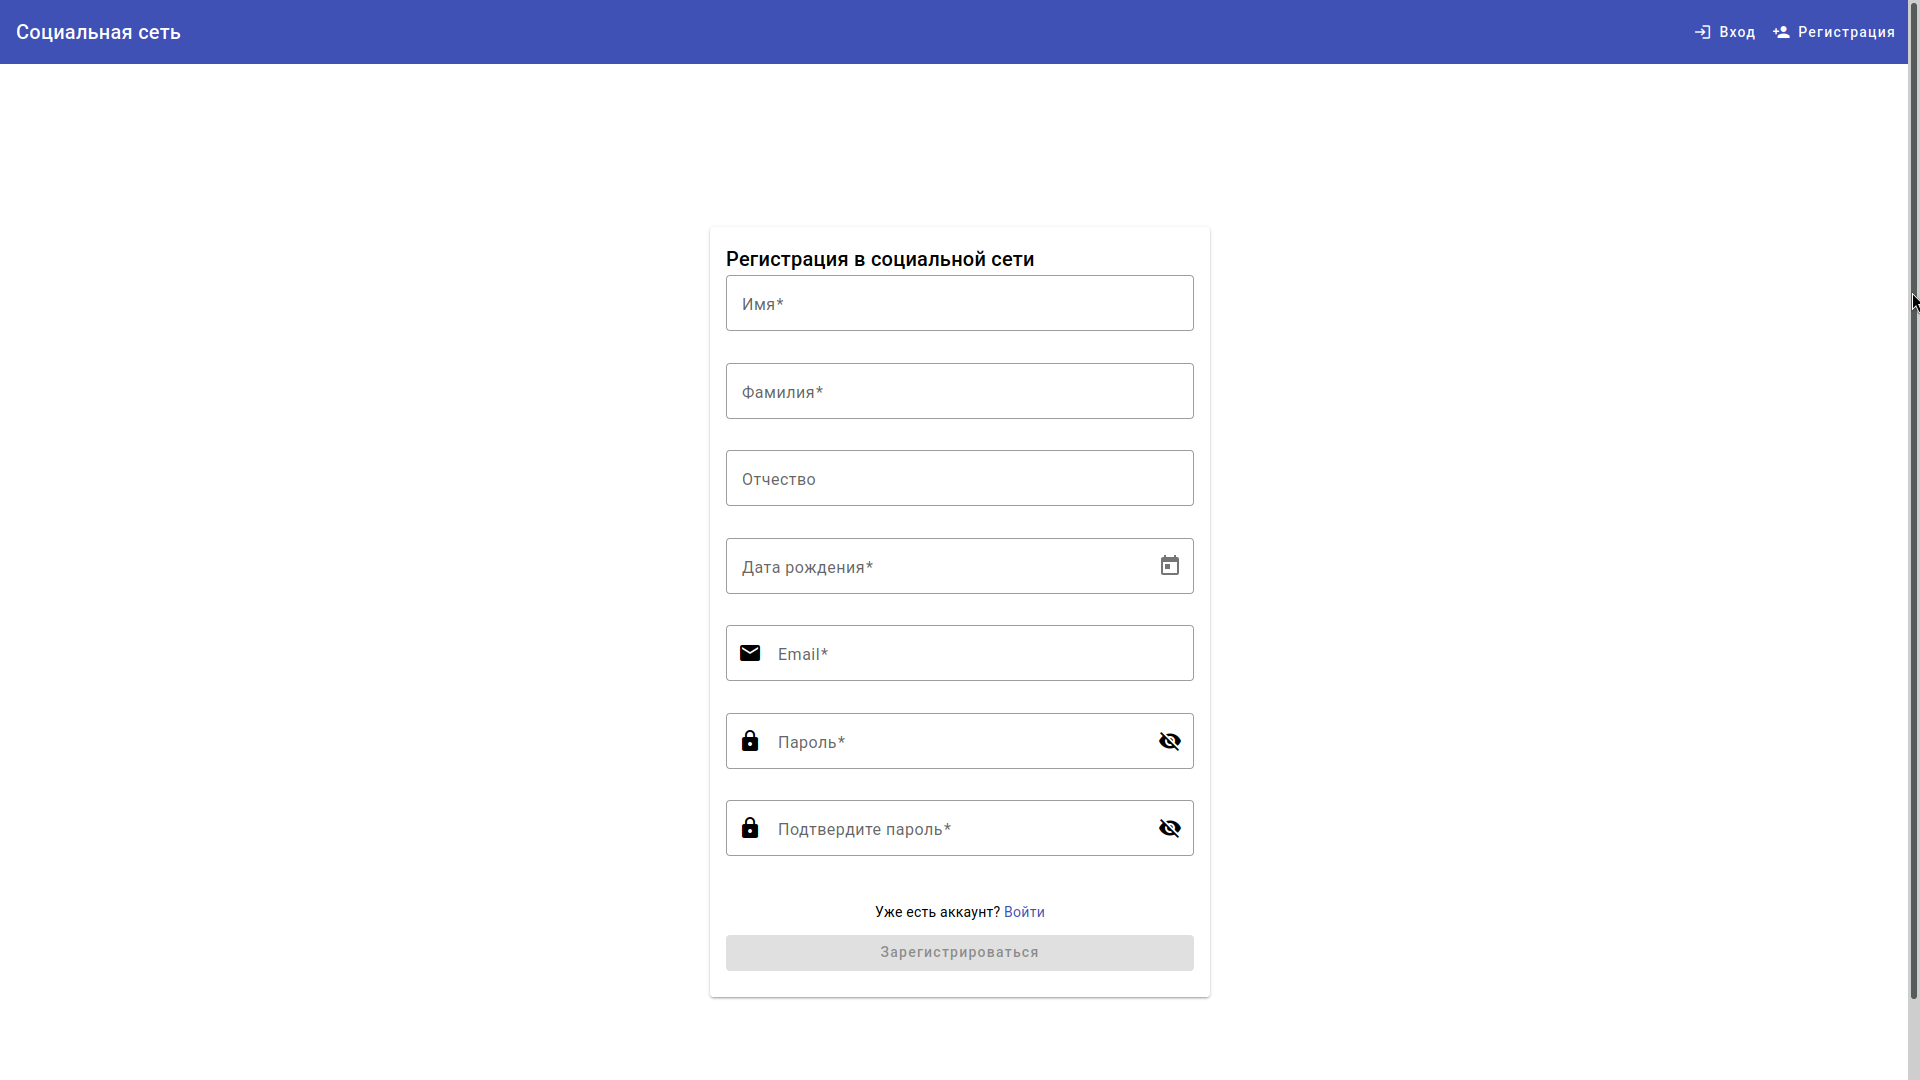 Социальная сеть
Вход
Регистрация
Регистрация в социальной сети
Имя*
Фамилия*
Отчество
Дата рождения*
Email*
Пароль*
Подтвердите пароль*
Уже есть аккаунт? Войти
Зарегистрироваться